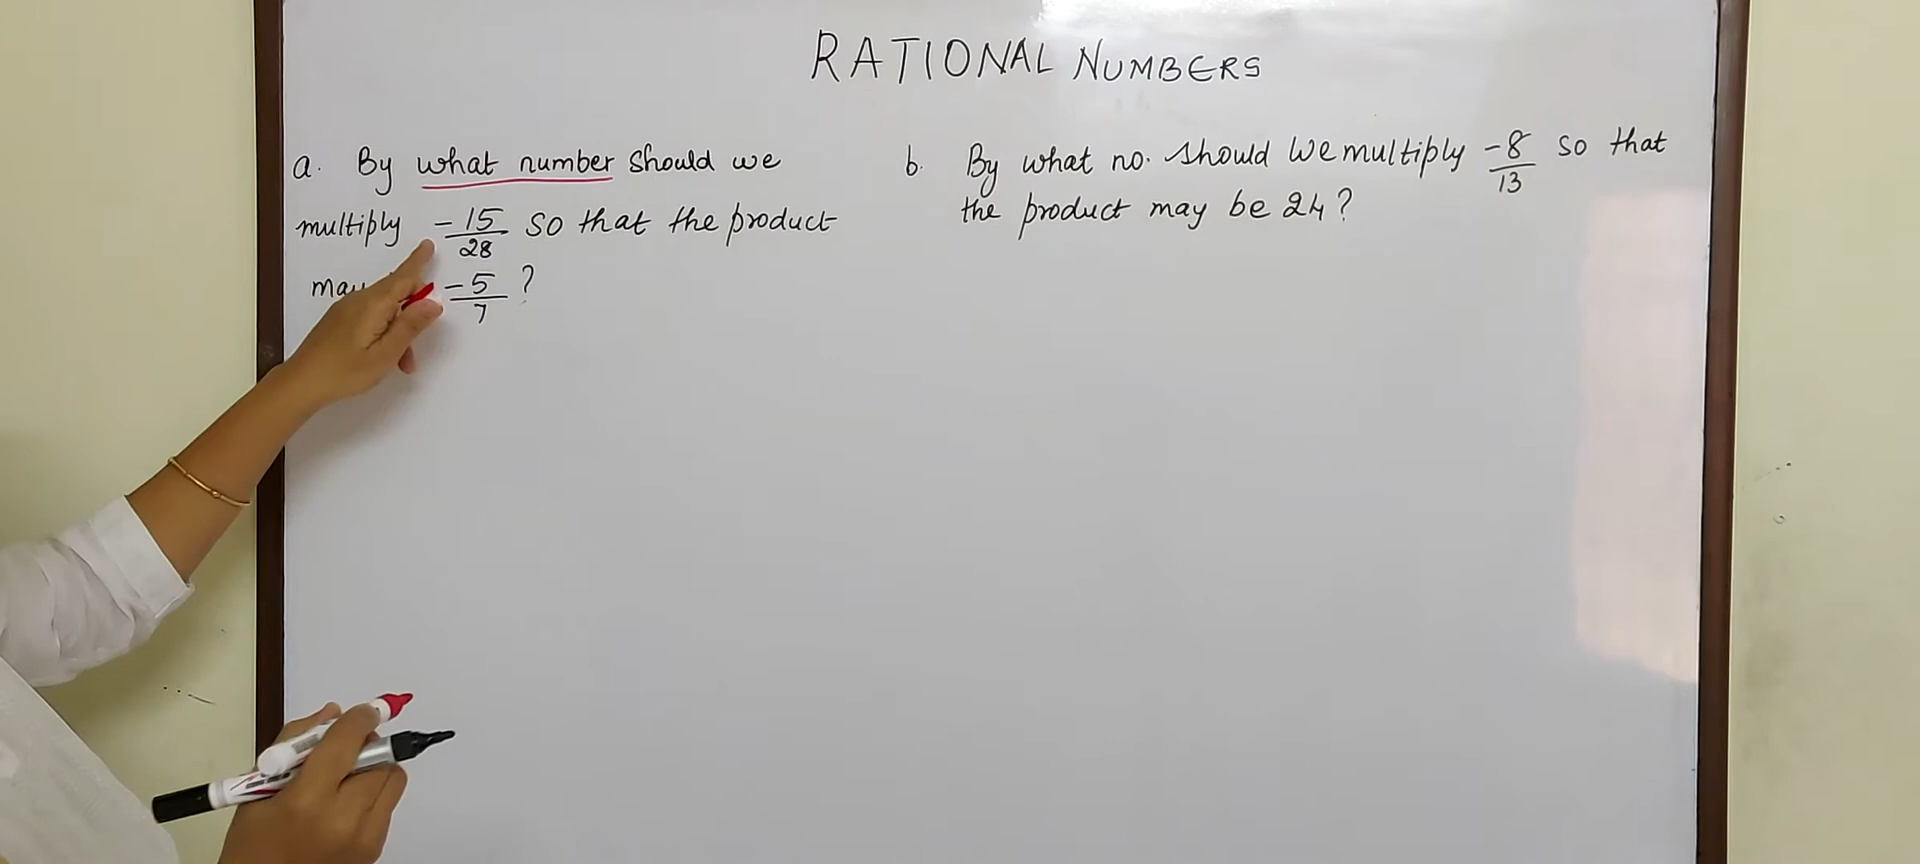 RATIONAL NUMBERS
a. By what number should we
multiply -15/28 so that the product
may -5/7 ?
b. By what no. should we multiply -8/13 so that
the product may be 24?